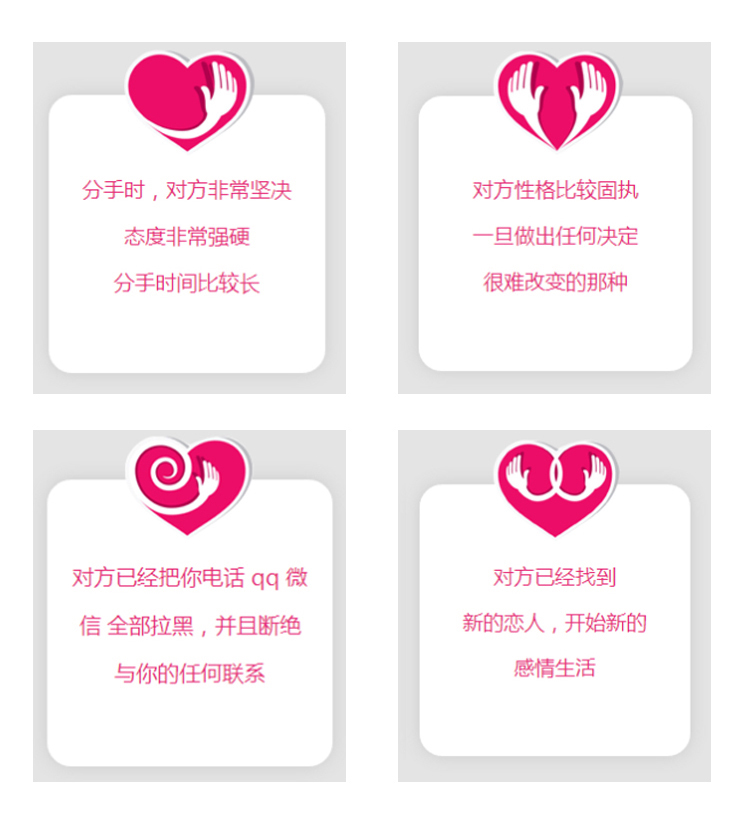 分手时，对方非常坚决
态度非常强硬
分手时间比较长
对方性格比较固执
一旦做出任何决定
很难改变的那种
对方已经把你电话 qq 微
信 全部拉黑，并且断绝
与你的任何联系
对方已经找到
新的恋人，开始新的
感情生活